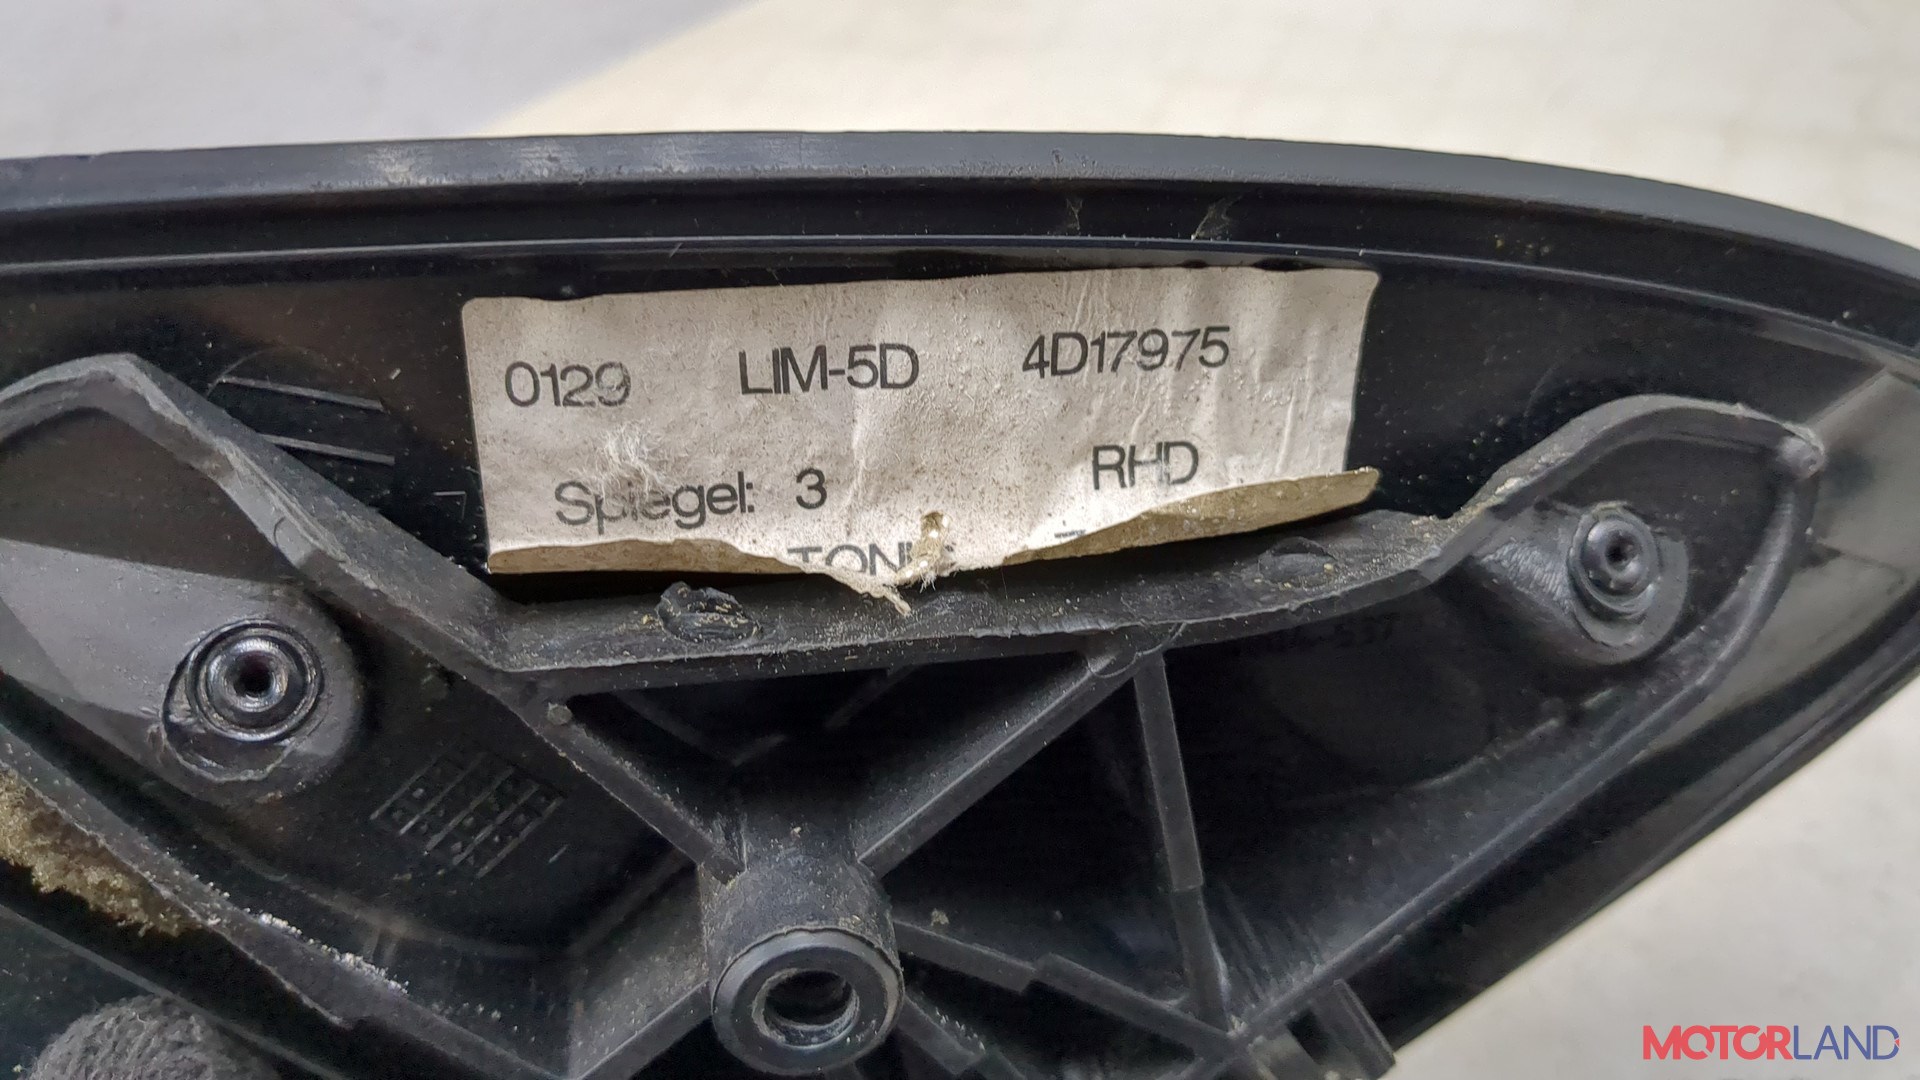 0129 LIM-5D 4D17975
Spiegel: 3 RHD
MOTORLAND